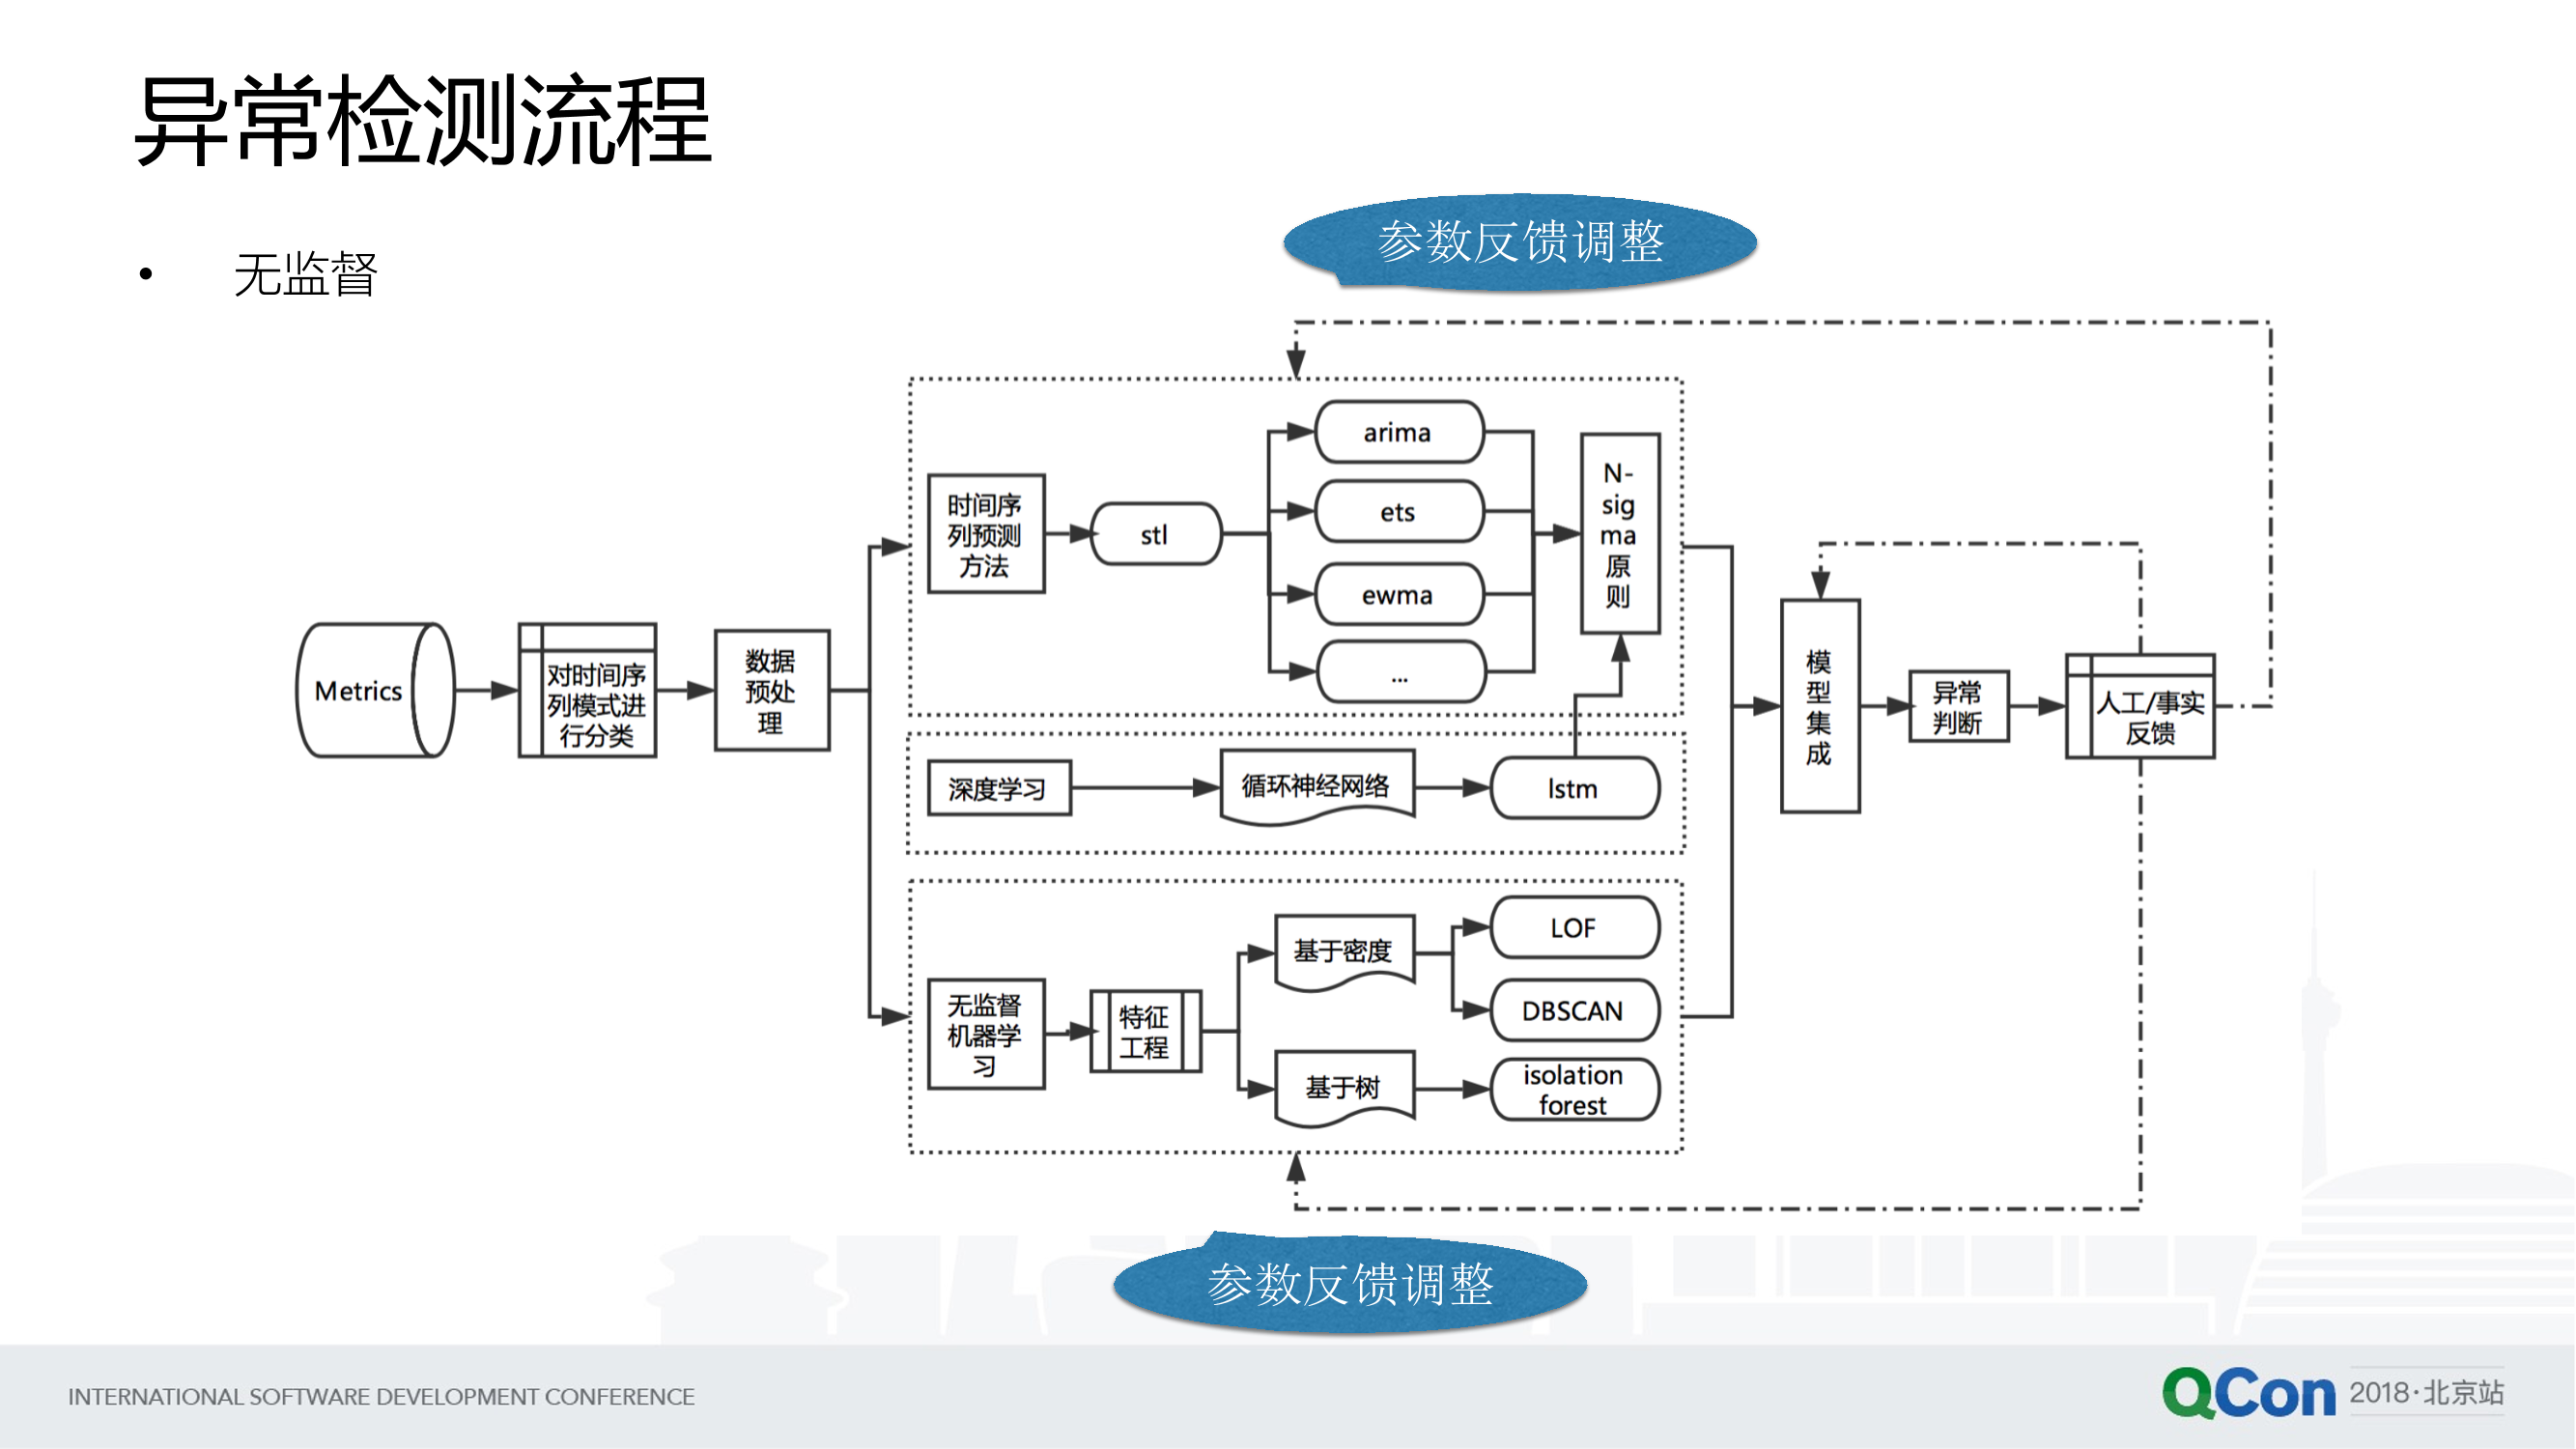 异常检测流程
参数反馈调整
• 无监督
arima
N-
sig
ma
原
则
时间序
列预测
方法
stl
ets
ewma
...
Metrics
对时间序
列模式进
行分类
数据
预处
理
模
型
集
成
异常
判断
人工/事实
反馈
深度学习
循环神经网络
lstm
LOF
基于密度
DBSCAN
无监督
机器学
习
特征
工程
基于树
isolation
forest
参数反馈调整
INTERNATIONAL SOFTWARE DEVELOPMENT CONFERENCE
QCon 2018·北京站